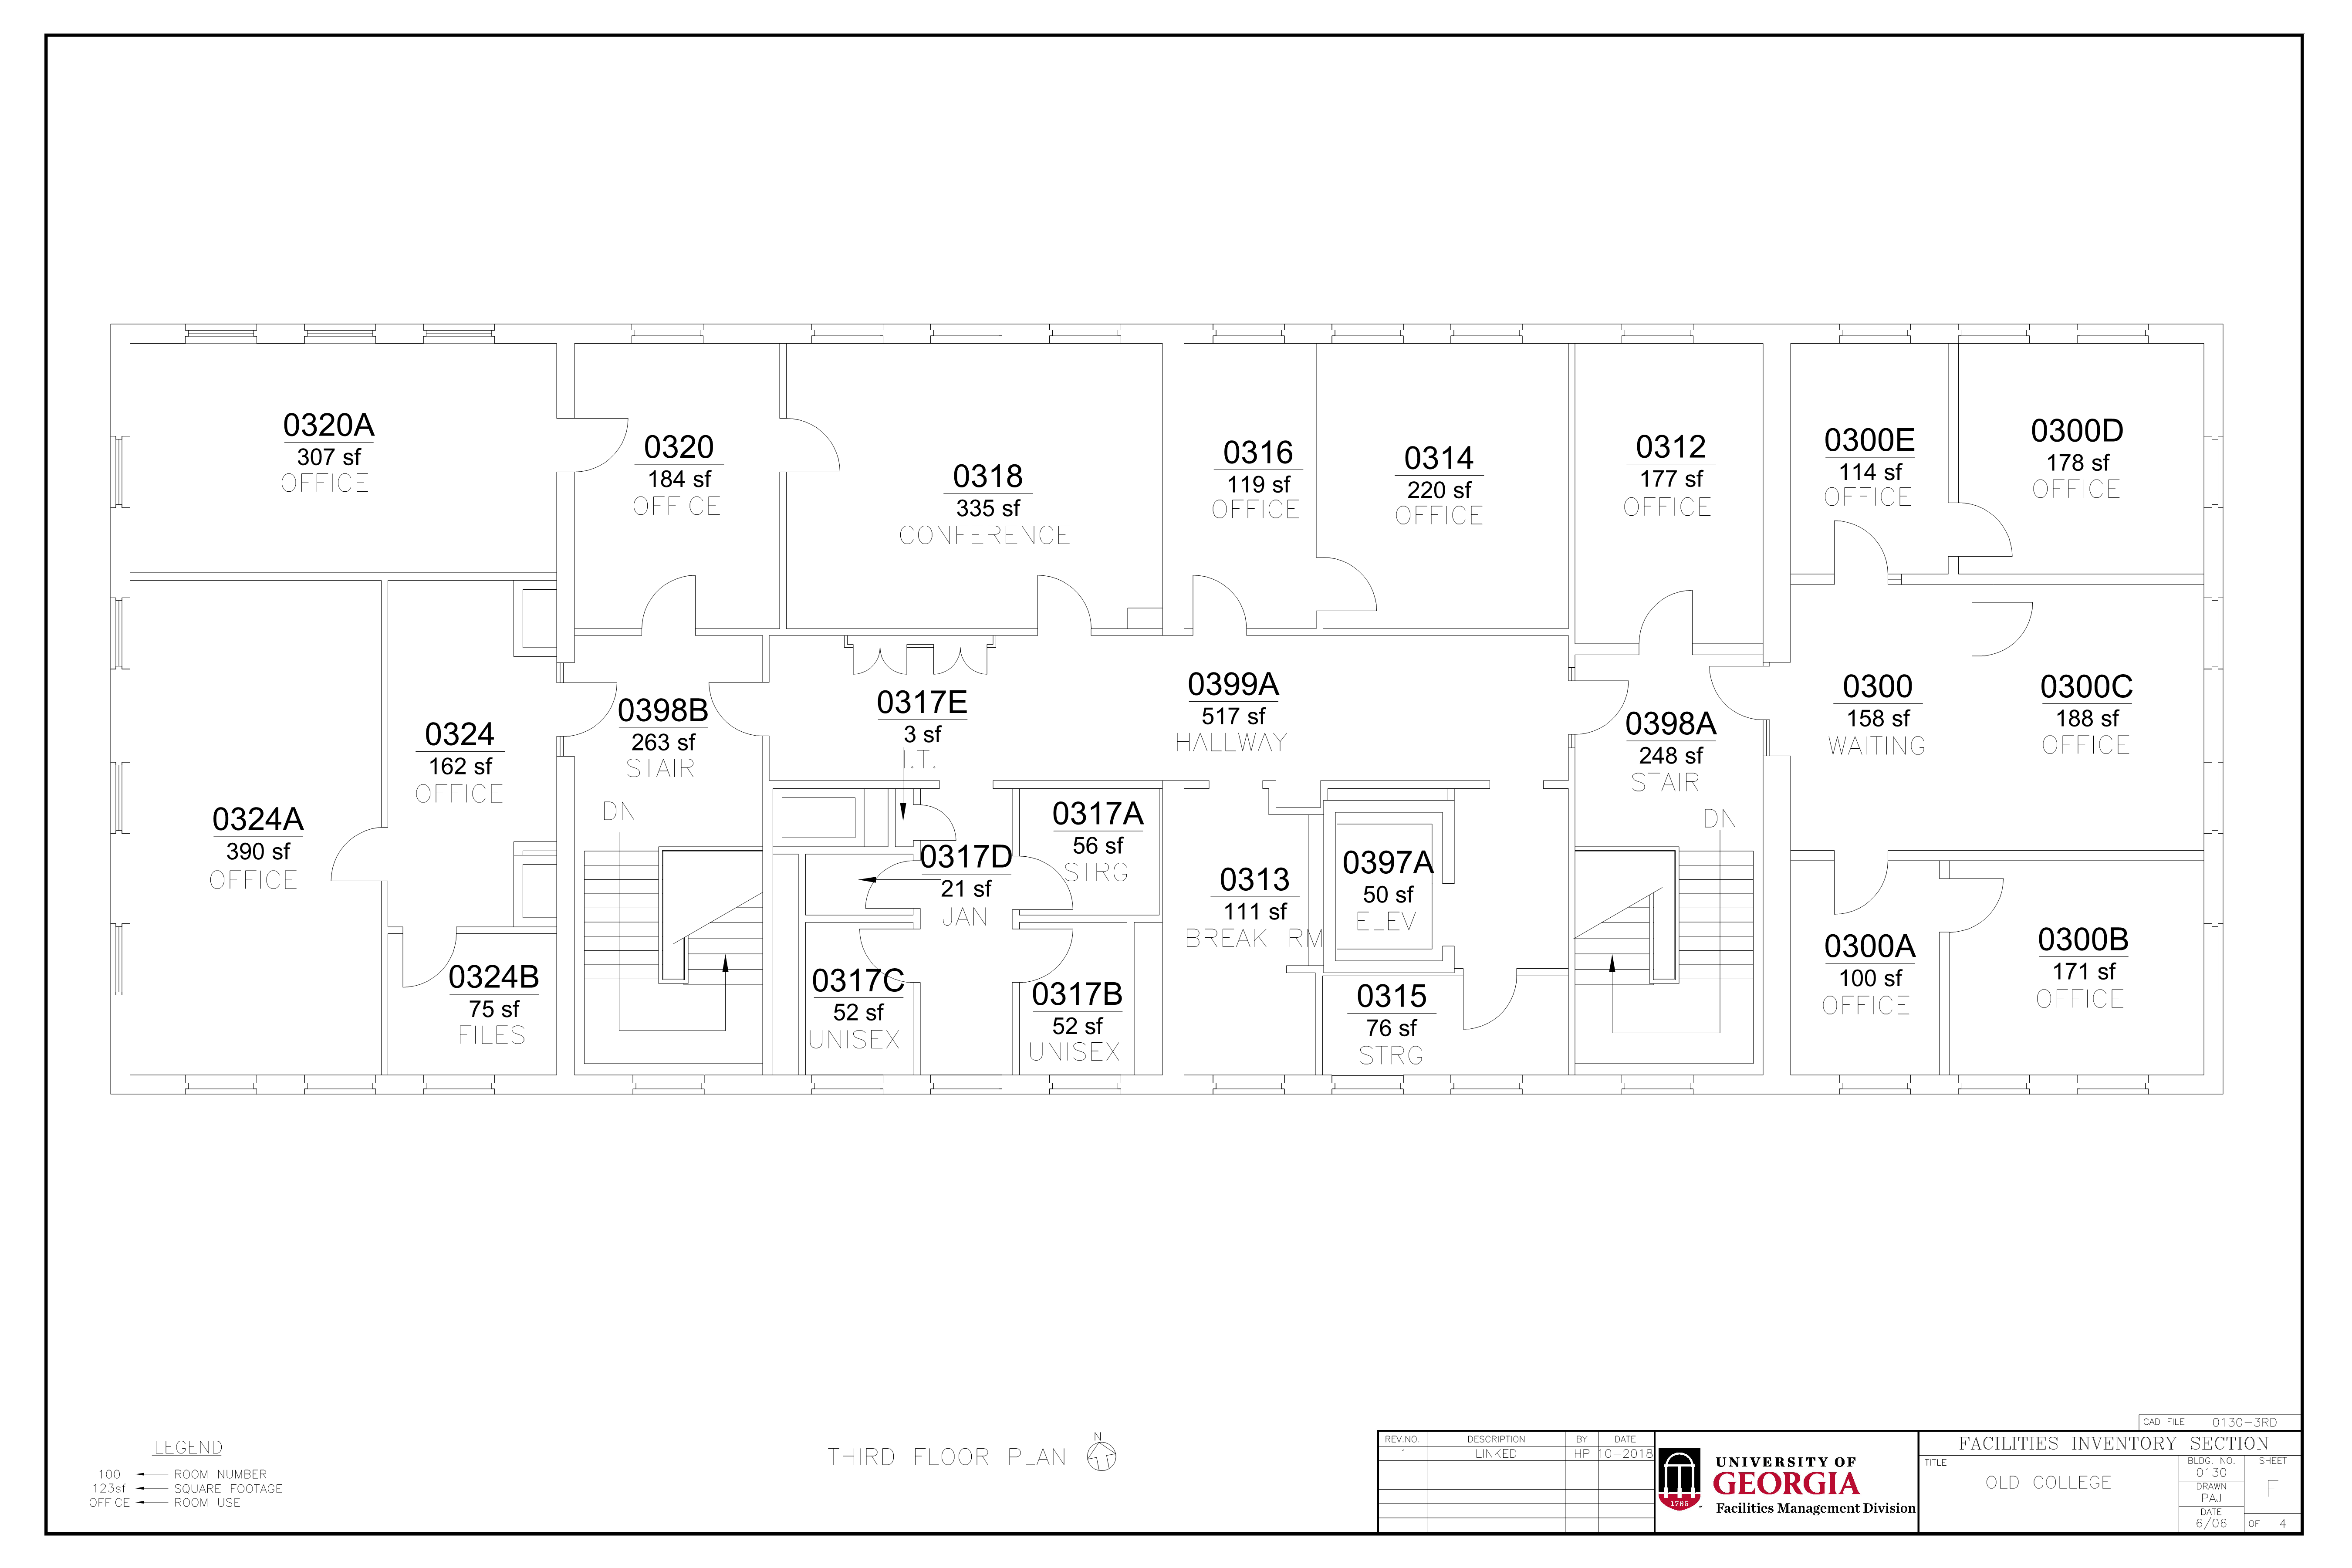 0320A
307 sf
OFFICE
0320
184 sf
OFFICE
0318
335 sf
CONFERENCE
0316
119 sf
OFFICE
0314
220 sf
OFFICE
0312
177 sf
OFFICE
0300E
114 sf
OFFICE
0300D
178 sf
OFFICE
0324A
390 sf
OFFICE
0324
162 sf
OFFICE
0398B
263 sf
STAIR
DN
0317E
3 sf
I.T.
0399A
517 sf
HALLWAY
0398A
248 sf
STAIR
DN
0300
158 sf
WAITING
0300C
188 sf
OFFICE
0324B
75 sf
FILES
0317D
21 sf
JAN
0317A
56 sf
STRG
0317C
52 sf
UNISEX
0317B
52 sf
UNISEX
0313
111 sf
BREAK RM
0397A
50 sf
ELEV
0315
76 sf
STRG
0300A
100 sf
OFFICE
0300B
171 sf
OFFICE
LEGEND
100 ROOM NUMBER
123sf SQUARE FOOTAGE
OFFICE ROOM USE
THIRD FLOOR PLAN
N
REV.NO. DESCRIPTION BY DATE
1 LINKED HP 10-2018
1785
UNIVERSITY OF
GEORGIA
Facilities Management Division
CAD FILE 0130-3RD
FACILITIES INVENTORY SECTION
TITLE
OLD COLLEGE
BLDG. NO.
0130
DRAWN
PAJ
DATE
6/06
SHEET
F
OF 4